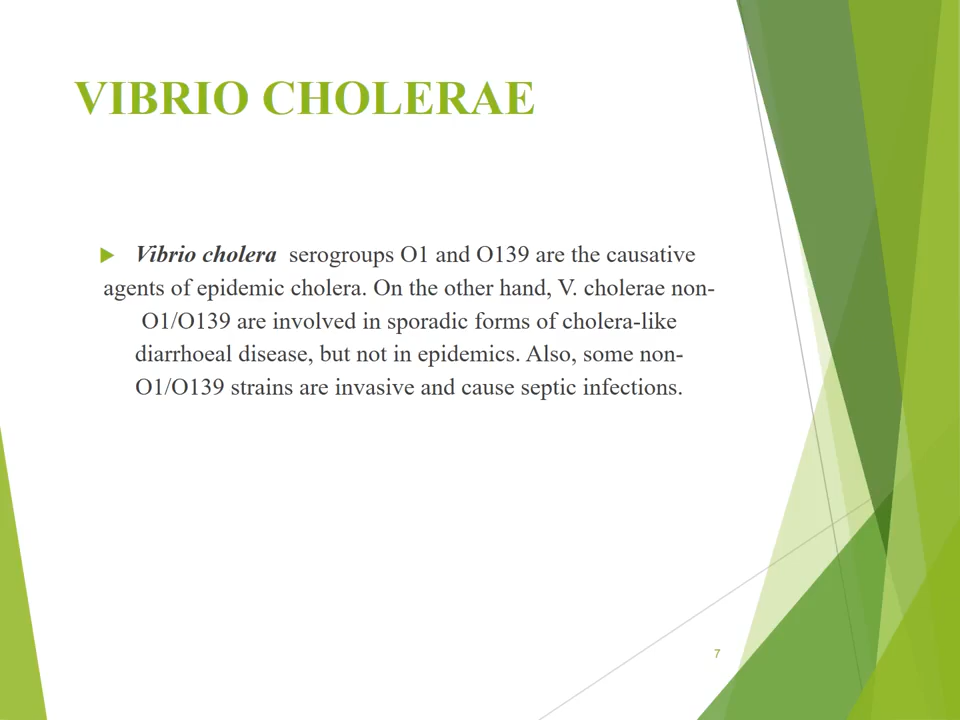 VIBRIO CHOLERAE
Vibrio cholera serogroups O1 and O139 are the causative
agents of epidemic cholera. On the other hand, V. cholerae non-
O1/O139 are involved in sporadic forms of cholera-like
diarrhoeal disease, but not in epidemics. Also, some non-
O1/O139 strains are invasive and cause septic infections.
7